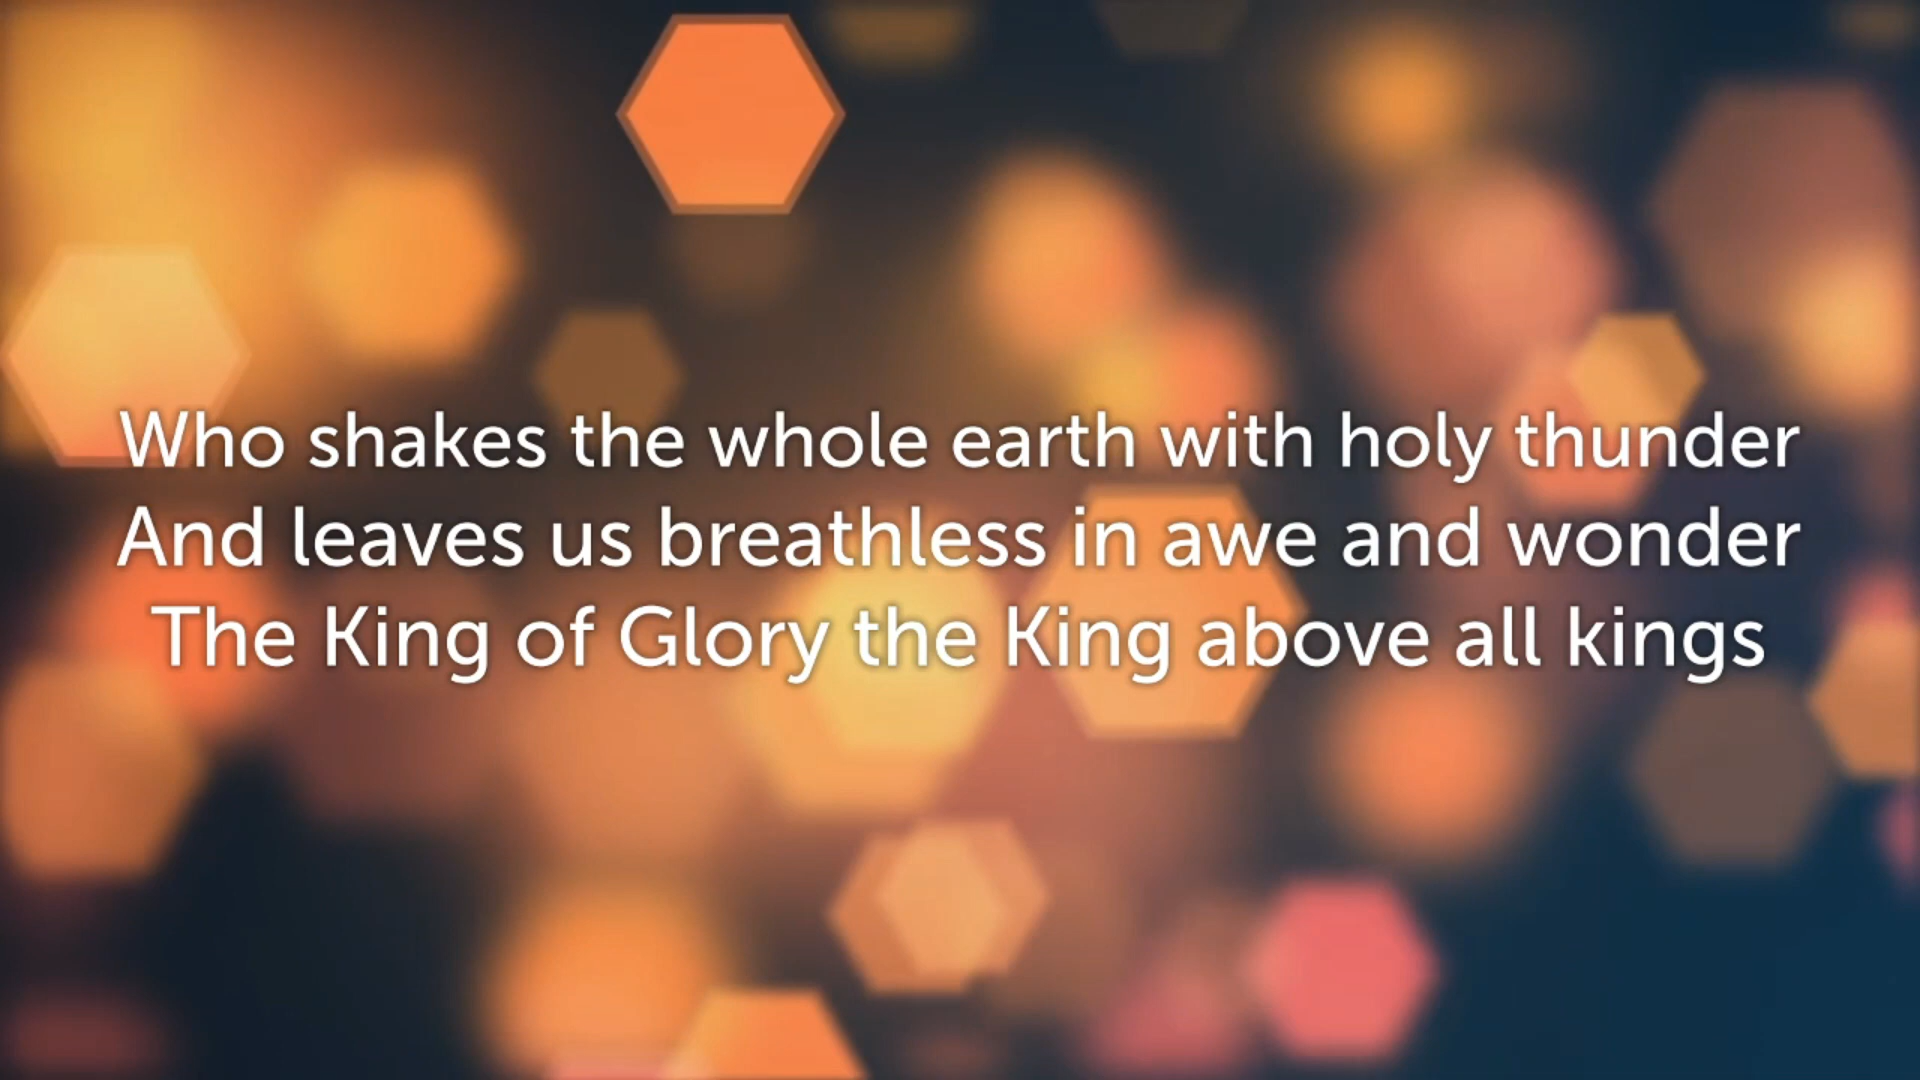 Who shakes the whole earth with holy thunder
And leaves us breathless in awe and wonder
The King of Glory the King above all kings